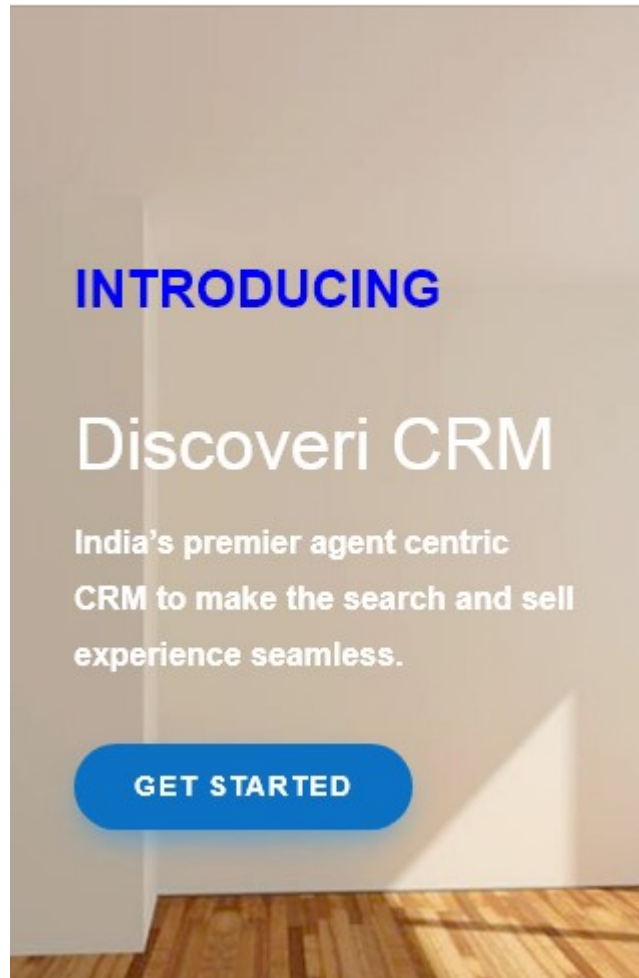 INTRODUCING
Discoveri CRM
India’s premier agent centric
CRM to make the search and sell
experience seamless.
GET STARTED